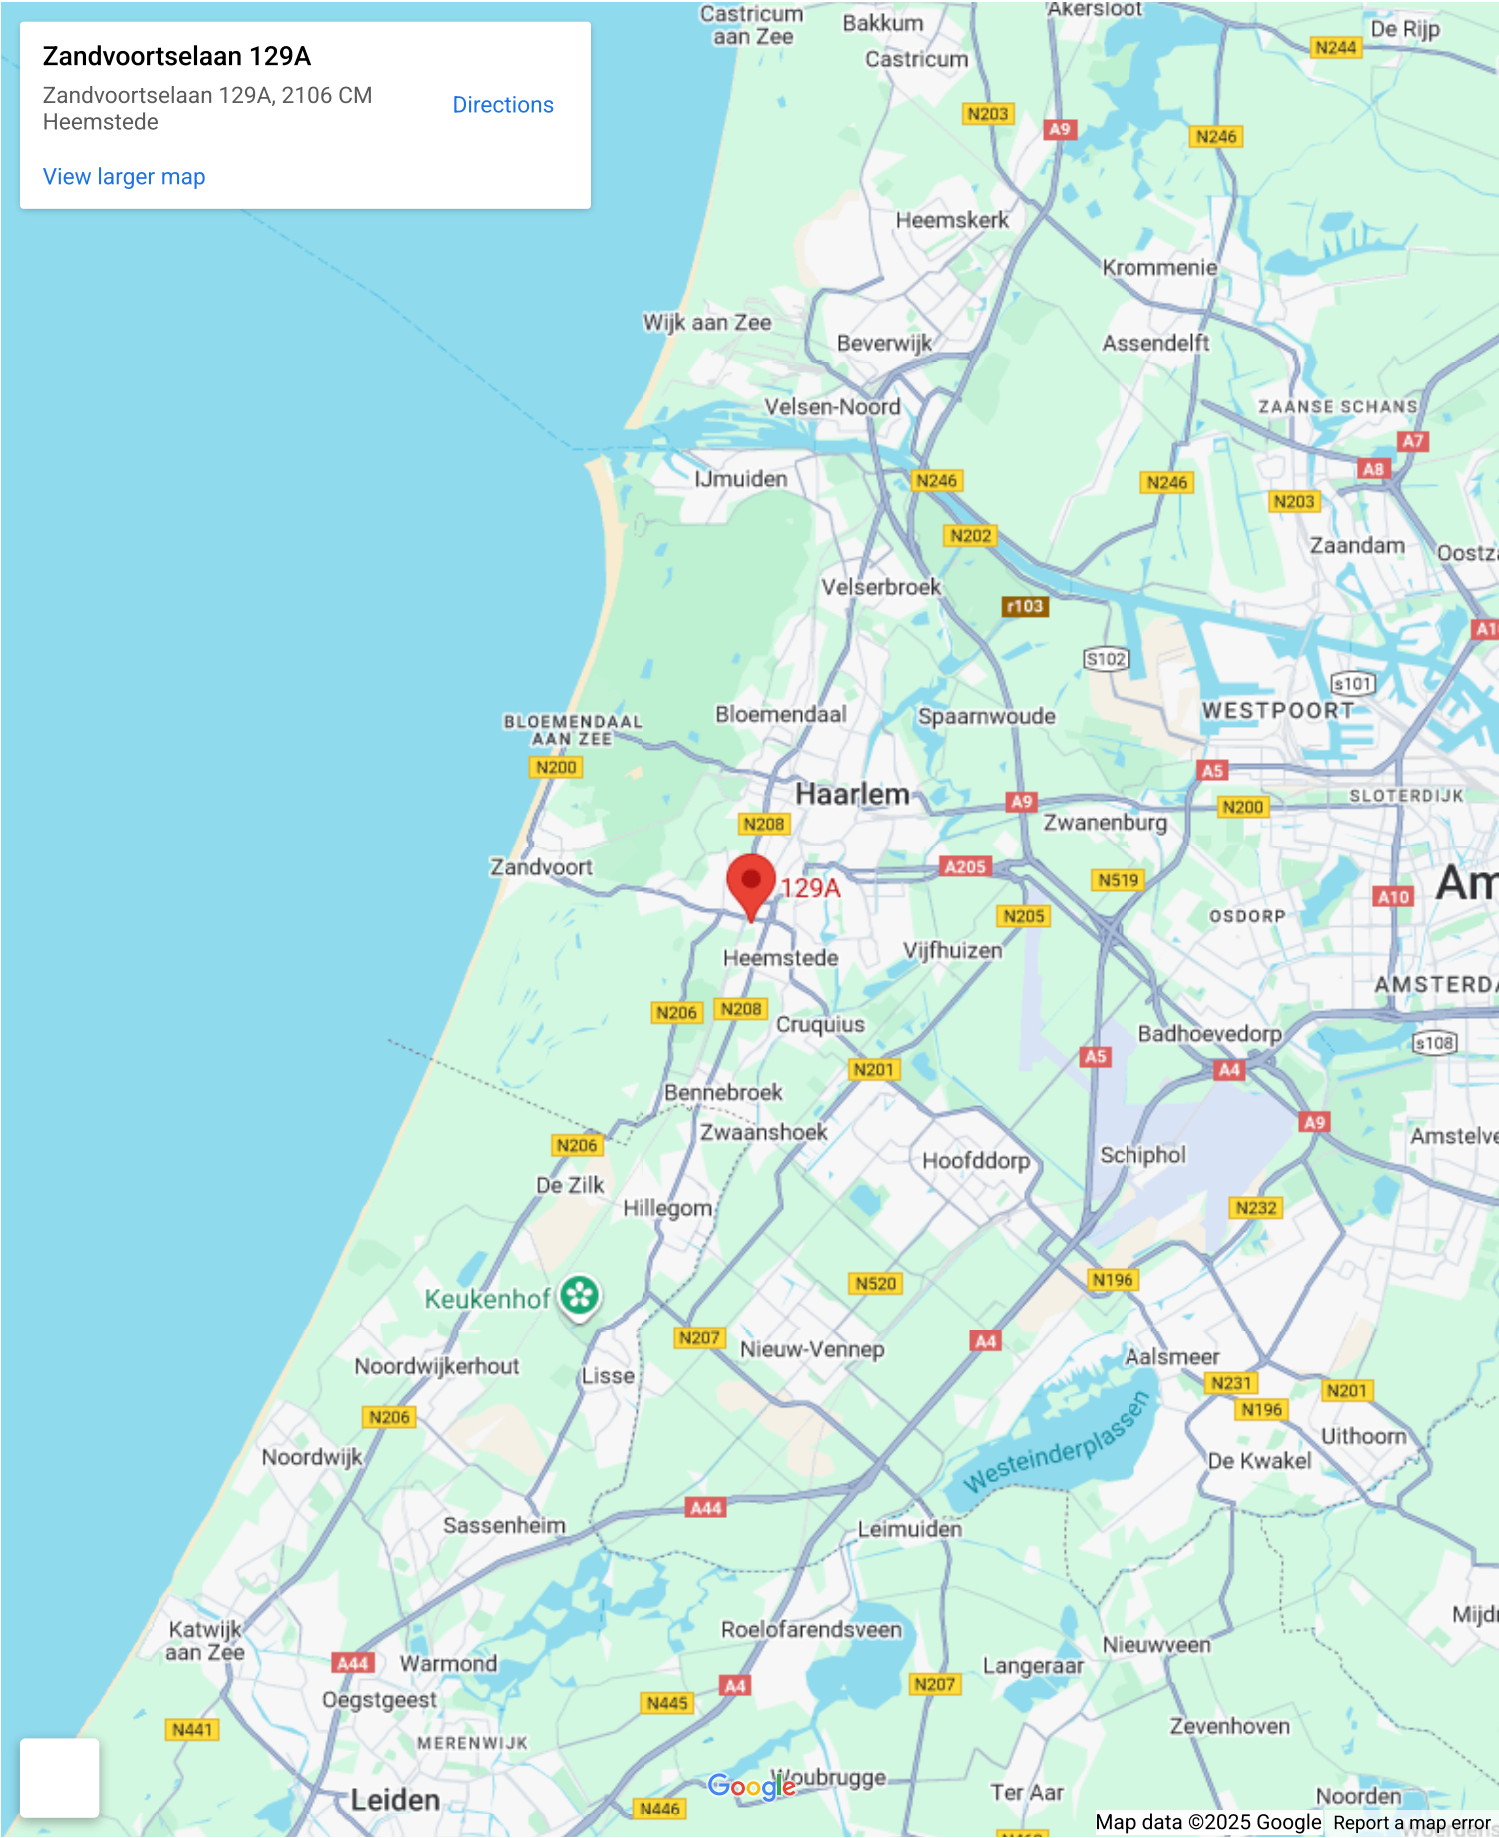 Zandvoortselaan 129A
Zandvoortselaan 129A, 2106 CM
Heemstede
Directions
View larger map
Castricum
aan Zee
Bakkum
Akersloot
De Rijp
N244
Castricum
N203
A9
N246
Heemskerk
Krommenie
Wijk aan Zee
Beverwijk
Assendelft
Velsen-Noord
ZAANSE SCHANS
A7
A8
IJmuiden
N246
N246
N203
N202
Zaandam
Oostza
Velserbroek
r103
A1
S102
s101
BLOEMENDAAL
AAN ZEE
Bloemendaal
Spaarnwoude
WESTPOORT
N200
A5
Haarlem
A9
N200
SLOTERDIJK
N208
Zwanenburg
Zandvoort
A205
N519
Am
129A
A10
N205
OSDORP
Heemstede
Vijfhuizen
AMSTERDA
N206
N208
Cruquius
Badhoevedorp
s108
A5
N201
A4
Bennebroek
A9
Zwaanshoek
Amstelve
N206
Hoofddorp
Schiphol
De Zilk
Hillegom
N232
Keukenhof
N520
N196
N207
Nieuw-Vennep
A4
Aalsmeer
Noordwijkerhout
Lisse
N231
N201
N206
N196
Westeinderplassen
Uithoorn
Noordwijk
De Kwakel
A44
Sassenheim
Leimuiden
Katwijk
aan Zee
Roelofarendsveen
Mijdr
Nieuwveen
A44
Warmond
Langeraar
Oegstgeest
N445
A4
N207
N441
MERENWIJK
Zevenhoven
Woubrugge
Google
Leiden
N446
Ter Aar
Noorden
Map data ©2025 Google
Report a map error